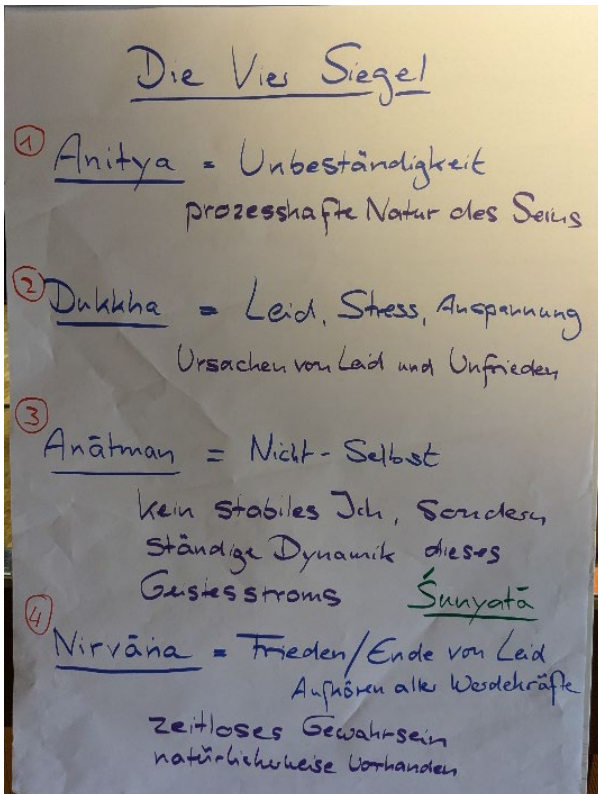 Die Vier Siegel
① Anitya = Unbeständigkeit
prozesshafte Natur des Seins
② Dukkha = Leid, Stress, Anspannung
Ursachen von Leid und Unfrieden
③
Anātman = Nicht-Selbst
kein stabiles Ich, sondern
ständige Dynamik dieses
Geistesstroms Śunyatā
④
Nirvāna = Frieden/Ende von Leid
Aufhören aller Werdekräfte
zeitloses Gewahrsein
natürlicherweise vorhanden